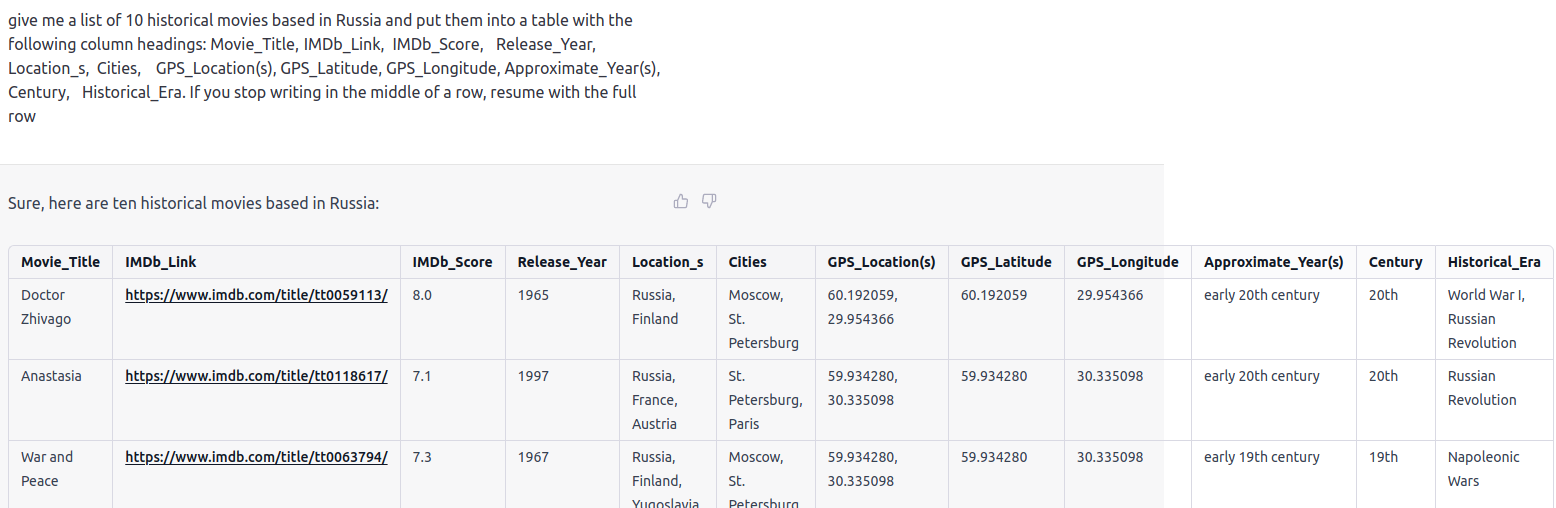 give me a list of 10 historical movies based in Russia and put them into a table with the
following column headings: Movie_Title, IMDb_Link, IMDb_Score, Release_Year,
Location_s, Cities, GPS_Location(s), GPS_Latitude, GPS_Longitude, Approximate_Year(s),
Century, Historical_Era. If you stop writing in the middle of a row, resume with the full
row
Sure, here are ten historical movies based in Russia:
Movie_Title IMDb_Link IMDb_Score Release_Year Location_s Cities GPS_Location(s) GPS_Latitude GPS_Longitude Approximate_Year(s) Century Historical_Era
Doctor https://www.imdb.com/title/tt0059113/ 8.0 1965 Russia, Moscow, 60.192059, 60.192059 29.954366 early 20th century 20th World War I,
Zhivago Finland St. 29.954366 Russian
Petersburg Revolution
Anastasia https://www.imdb.com/title/tt0118617/ 7.1 1997 Russia, St. 59.934280, 59.934280 30.335098 early 20th century 20th Russian
France, Petersburg, 30.335098 Revolution
Austria Paris
War and https://www.imdb.com/title/tt0063794/ 7.3 1967 Russia, Moscow, 59.934280, 59.934280 30.335098 early 19th century 19th Napoleonic
Peace Finland, St. 30.335098 Wars
Yugoslavia Petersburg